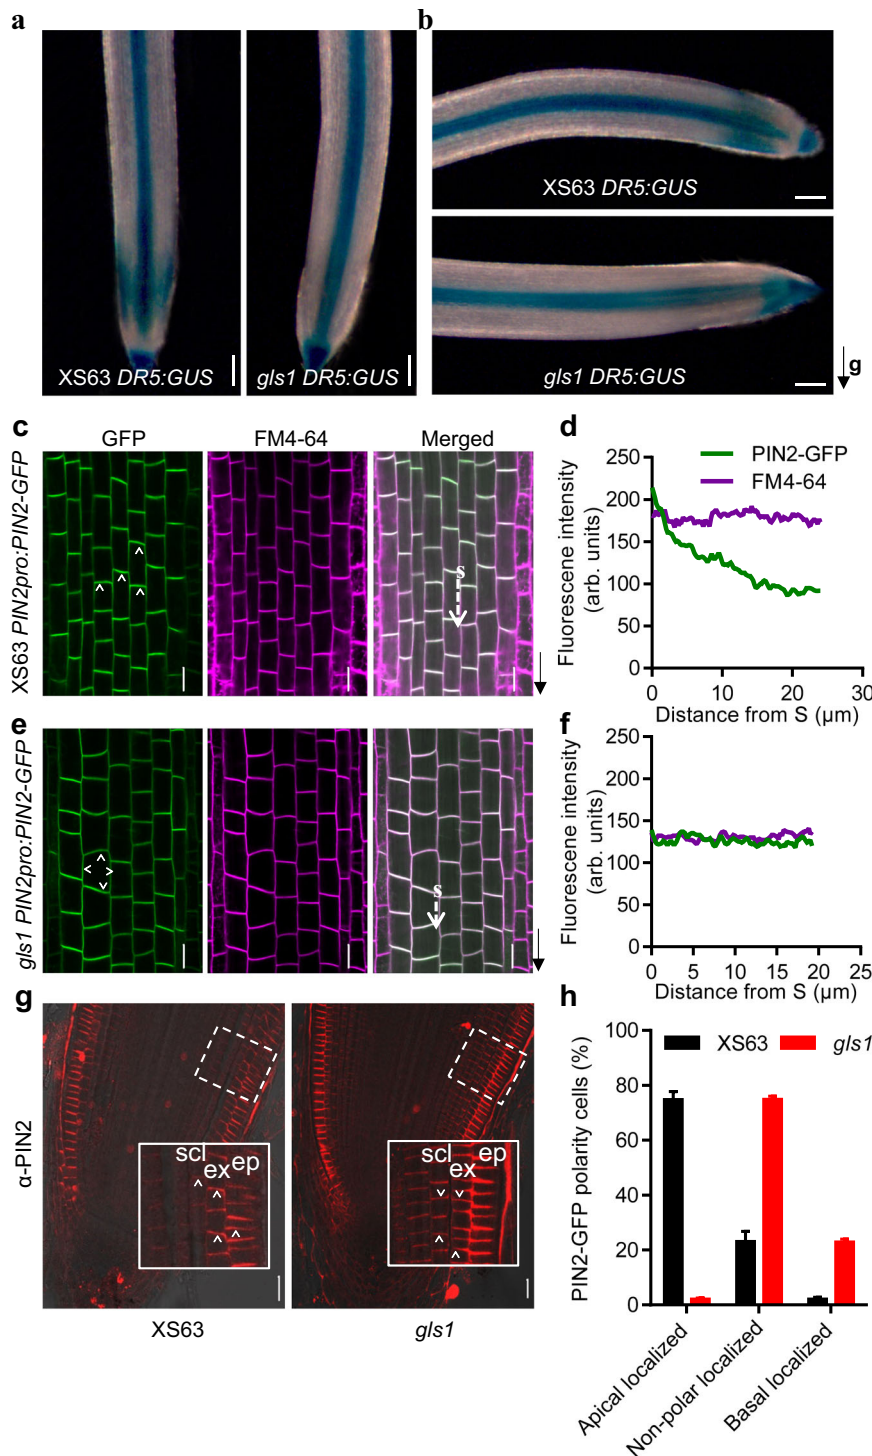 a
b
XS63 DR5:GUS
gls1 DR5:GUS
XS63 DR5:GUS
gls1 DR5:GUS
g
c
GFP
FM4-64
Merged
XS63 PIN2pro:PIN2-GFP
s
d
PIN2-GFP
FM4-64
Fluorescene intensity
(arb. units)
250
200
150
100
50
0
0
10
20
30
Distance from S (μm)
e
gls1 PIN2pro:PIN2-GFP
s
f
Fluorescene intensity
(arb. units)
250
200
150
100
50
0
0
5
10
15
20
25
Distance from S (μm)
g
α-PIN2
scl
ex
ep
XS63
scl
ex
ep
gls1
h
XS63
gls1
PIN2-GFP polarity cells (%)
100
80
60
40
20
0
Apical localized
Non-polar localized
Basal localized